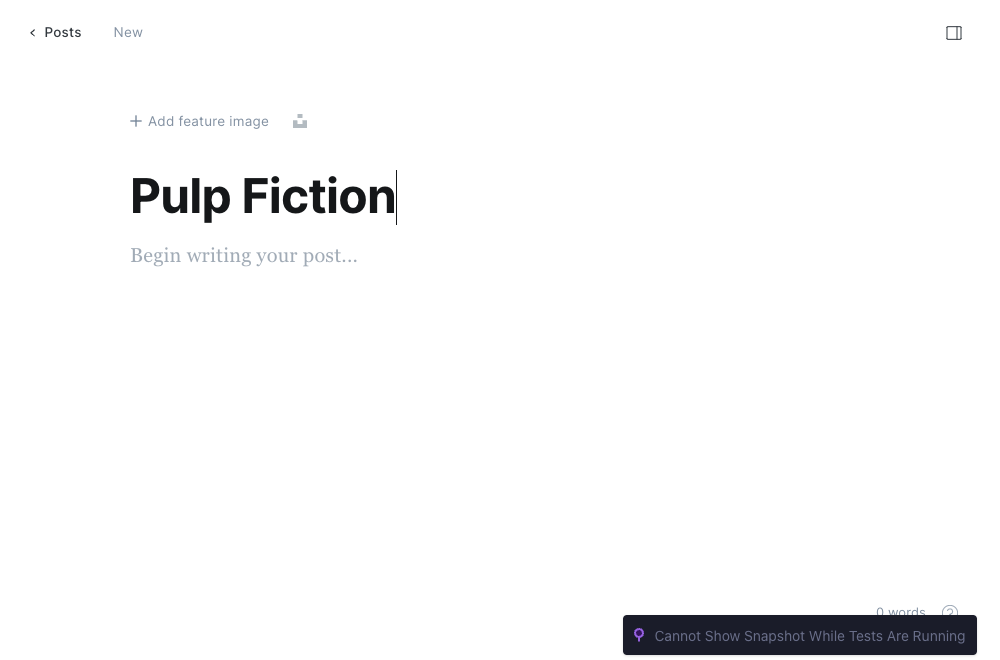 Posts
New
Add feature image
Pulp Fiction
Begin writing your post...
0 words
Cannot Show Snapshot While Tests Are Running